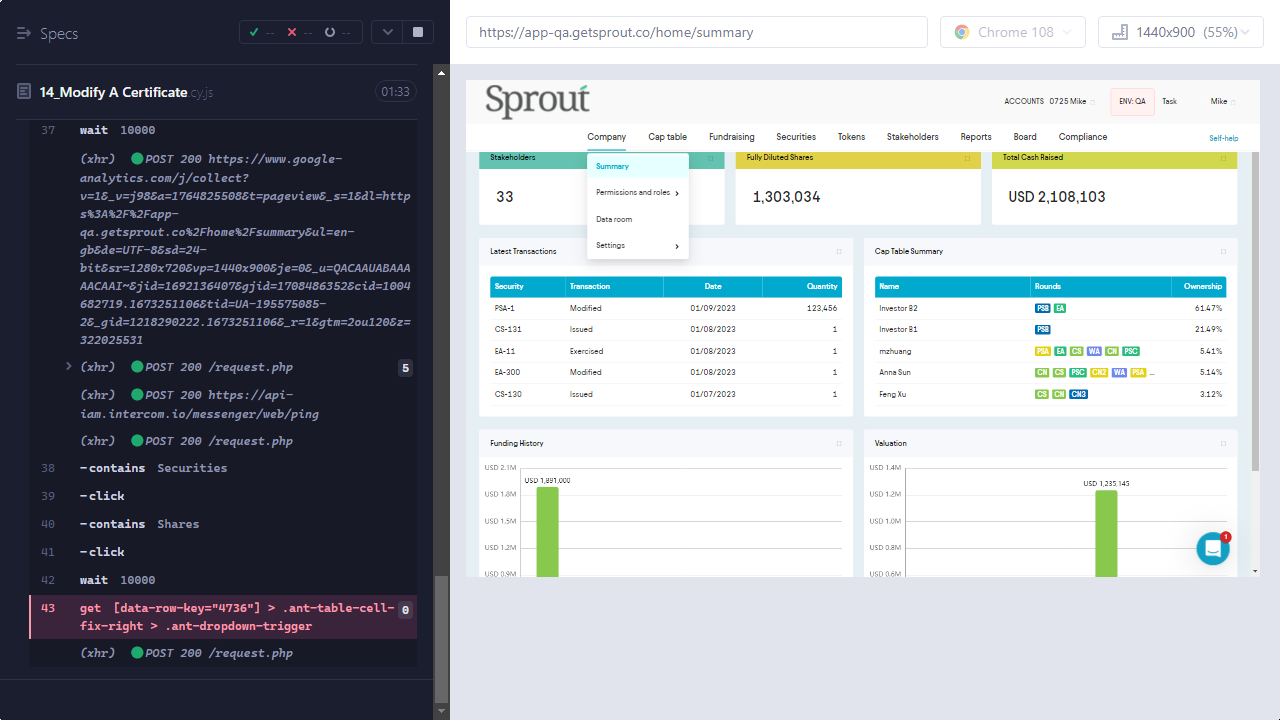 Specs
--
--
--
14_Modify A Certificate.cy.js
01:33
37 wait 10000
(xhr) POST 200 https://www.google-
analytics.com/j/collect?
v=1&_v=j98&a=1764825508&t=pageview&_s=1&dl=http
s%3A%2F%2Fapp-
qa.getsprout.co%2Fhome%2Fsummary&ul=en-
gb&de=UTF-8&sd=24-
bit&sr=1280x720&vp=1440x900&je=0&_u=QACAAUABAAA
AACAAI~&jid=1692136407&gjid=1708486352&cid=1004
682719.1673251106&tid=UA-195575085-
2&_gid=1218290222.1673251106&_r=1&gtm=2ou120&z=
322025531
(xhr) POST 200 /request.php 5
(xhr) POST 200 https://api-
iam.intercom.io/messenger/web/ping
(xhr) POST 200 /request.php
38 -contains Securities
39 -click
40 -contains Shares
41 -click
42 wait 10000
43 get [data-row-key="4736"] > .ant-table-cell-
fix-right > .ant-dropdown-trigger 0
(xhr) POST 200 /request.php
https://app-qa.getsprout.co/home/summary
Chrome 108
1440x900 (55%)
Sprout
ACCOUNTS 0725 Mike
ENV: QA
Task
Mike
Company Cap table Fundraising Securities Tokens Stakeholders Reports Board Compliance
Self-help
Summary
Permissions and roles
Data room
Settings
Stakeholders
33
Fully Diluted Shares
1,303,034
Total Cash Raised
USD 2,108,103
Latest Transactions
Security Transaction Date Quantity
PSA-1 Modified 01/09/2023 123,456
CS-131 Issued 01/08/2023 1
EA-11 Exercised 01/08/2023 1
EA-300 Modified 01/08/2023 1
CS-130 Issued 01/07/2023 1
Cap Table Summary
Name Rounds Ownership
Investor B2 PSB EA 61.47%
Investor B1 PSB 21.49%
mzhuang PSA EA CS WA CN PSC 5.41%
Anna Sun CN CS PSC CN2 WA PSA ... 5.14%
Feng Xu CS CN CN3 3.12%
Funding History
USD 2.1M
USD 1,891,000
USD 1.8M
USD 1.5M
USD 1.2M
USD 0.9M
Valuation
USD 1.4M
USD 1,235,145
USD 1.2M
USD 1.0M
USD 0.8M
USD 0.6M
1